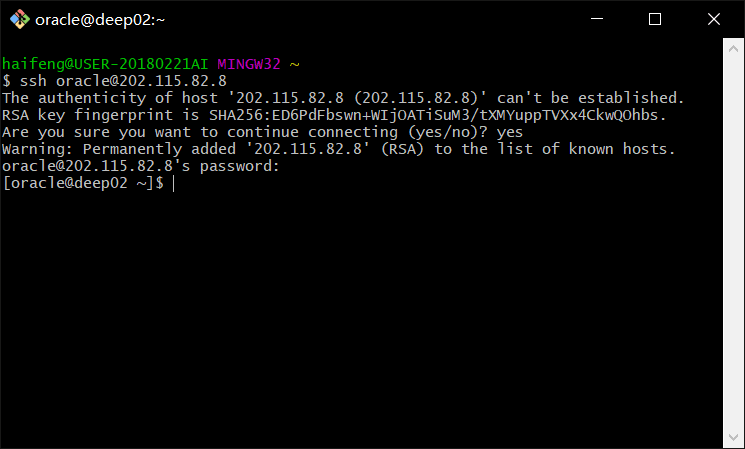 oracle@deep02:~
haifeng@USER-20180221AI MINGW32 ~
$ ssh oracle@202.115.82.8
The authenticity of host '202.115.82.8 (202.115.82.8)' can't be established.
RSA key fingerprint is SHA256:ED6PdFbswn+WIjOATiSuM3/tXMYuppTVXx4CkwQOhbs.
Are you sure you want to continue connecting (yes/no)? yes
Warning: Permanently added '202.115.82.8' (RSA) to the list of known hosts.
oracle@202.115.82.8's password:
[oracle@deep02 ~]$